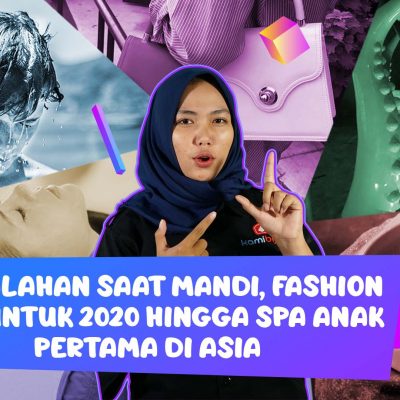 LAHAN SAAT MANDI, FASHION
NTUK 2020 HINGGA SPA ANAK
PERTAMA DI ASIA